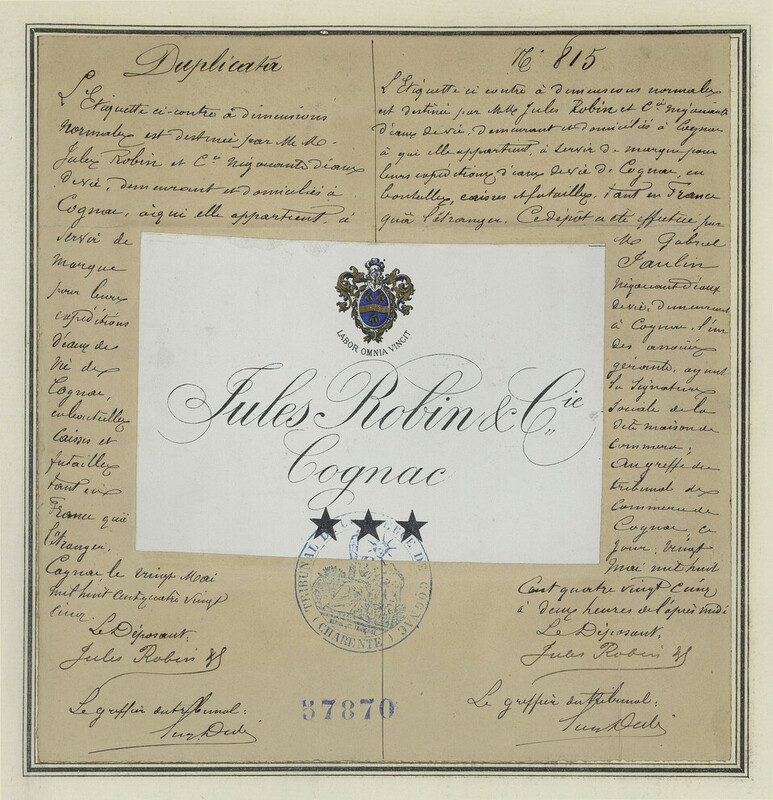 Duplicata
L'Etiquette ci-contre à dimensions
normales est destinée par M.M.
Jules Robin et Cie Négociants d'eaux
de vie, demeurant et domiciliés à
Cognac, à qui elle appartient, à
servir de
marque
pour leurs
expéditions
d'eaux de
vie de
Cognac,
en bouteilles
caisses et
futailles
tant en
France qu'à
l'étranger.
Cognac, le vingt Mai
mil huit cent quatre vingt
cinq.
Le Déposant,
Jules Robin &
Le greffier du tribunal:
No 815
L'Etiquette ci contre à dimensions normales
est destinée par M.M. Jules Robin et Cie Négociants
d'eaux de vie, demeurant et domiciliés à Cognac
à qui elle appartient à servir de marque pour
leurs expéditions d'eaux de vie de Cognac, en
bouteilles, caisses et futailles, tant en France
qu'à l'étranger. Ce dépôt a été effectué par
M. Gabriel
Jaulin
Négociant d'eaux
de vie, demeurant
à Cognac, l'un
des associés
gérants, ayant
la signature
sociale de la
dite maison de
commerce;
au greffe du
tribunal de
commerce de
Cognac, ce
jour, vingt
mai mil huit
cent quatre vingt cinq
à deux heures de l'après midi
Le Déposant,
Jules Robin &
Le greffier du tribunal:
LABOR OMNIA VINCIT
Jules Robin & Cie
Cognac
TRIBUNAL DE COMMERCE DE COGNAC
(CHARENTE)
57870